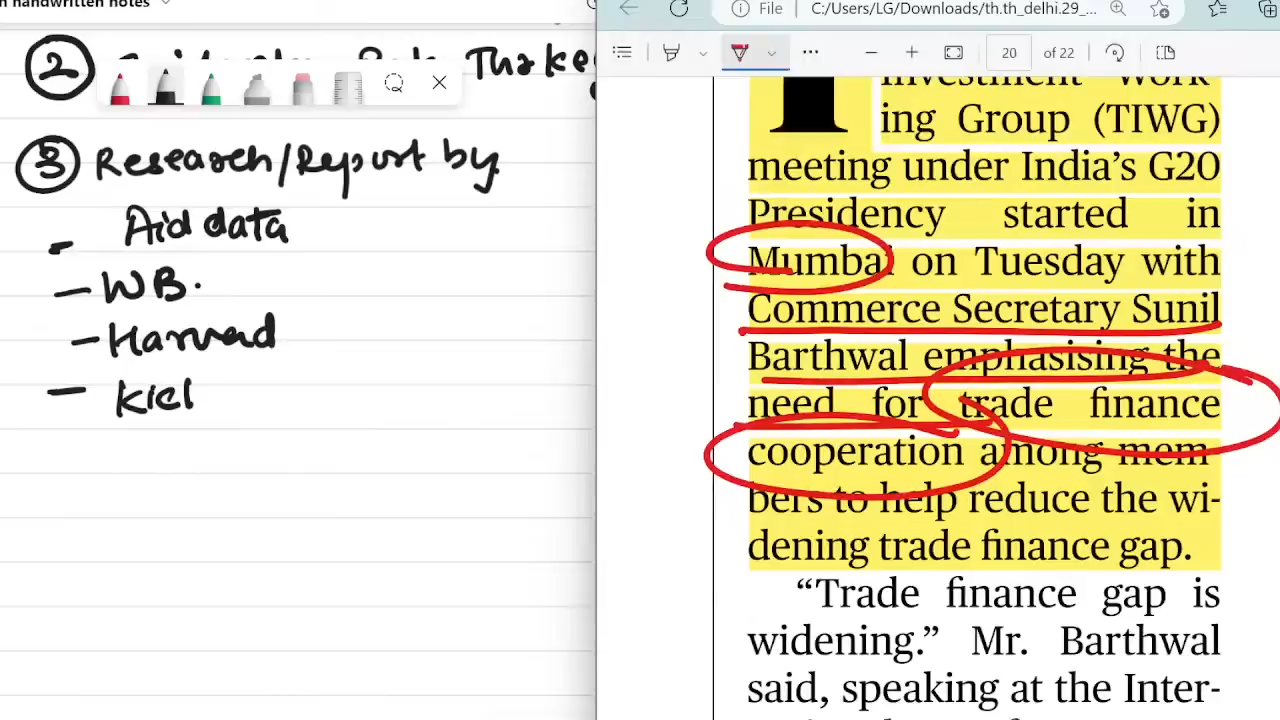 handwritten notes
2
Thake
3 Research/Report by
- Aid data
- WB.
- Harvard
- Kiel
File C:/Users/LG/Downloads/th.th_delhi.29_...
20 of 22
Investment Work
ing Group (TIWG)
meeting under India's G20
Presidency started in
Mumbai on Tuesday with
Commerce Secretary Sunil
Barthwal emphasising the
need for trade finance
cooperation among mem
bers to help reduce the wi-
dening trade finance gap.
“Trade finance gap is
widening.” Mr. Barthwal
said, speaking at the Inter-